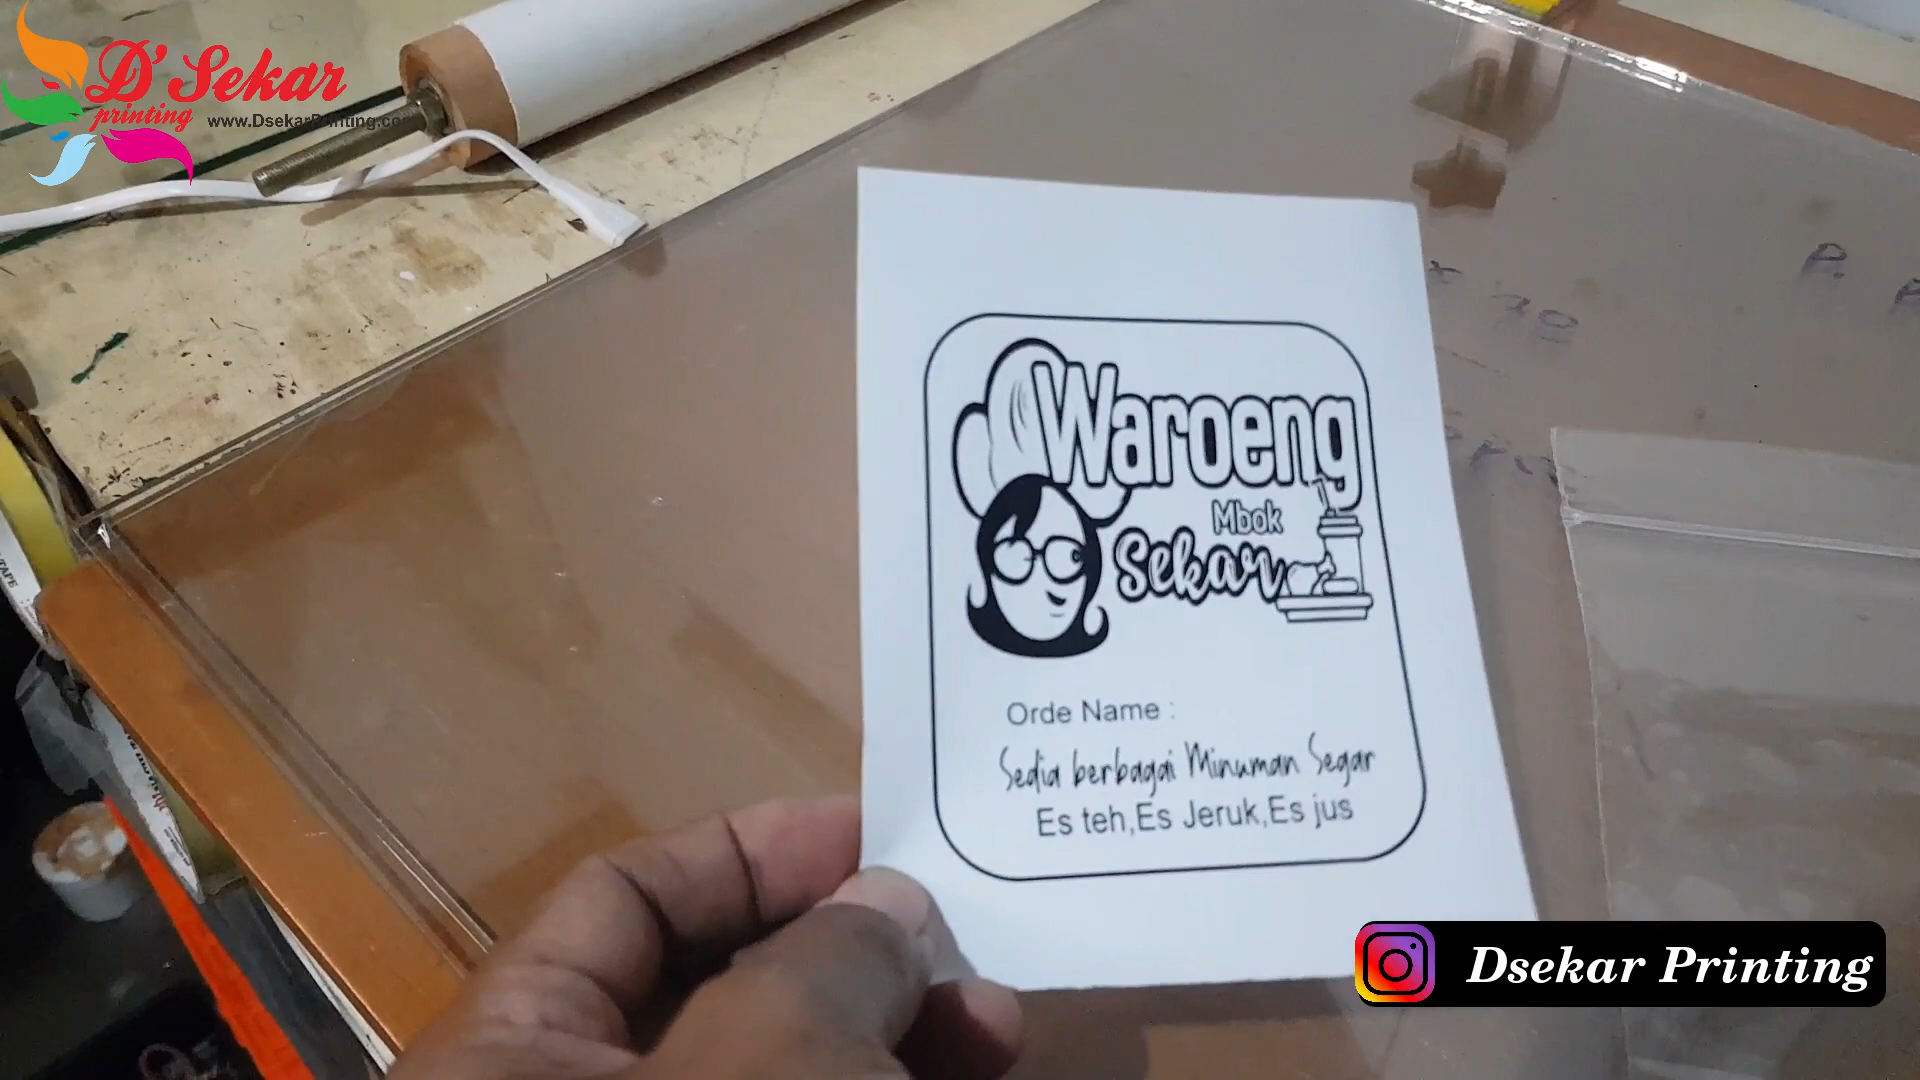 D' Sekar
printing
www.DsekarPrinting.com
Waroeng
Mbok
Sekar
Orde Name :
Sedia berbagai Minuman Segar
Es teh,Es Jeruk,Es jus
Dsekar Printing